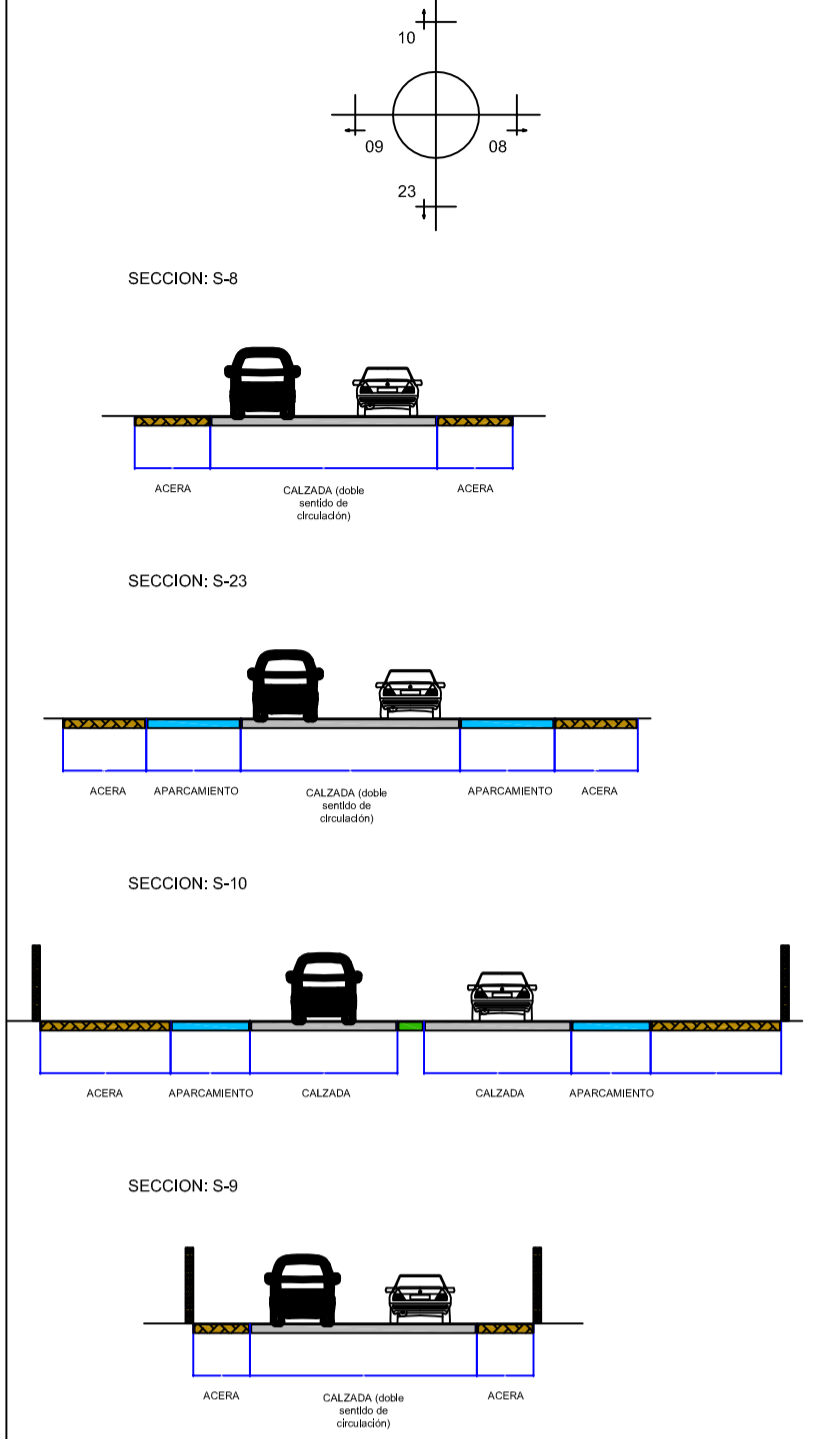 10
09 08
23
SECCION: S-8
ACERA CALZADA (doble ACERA
sentido de
circulación)
SECCION: S-23
ACERA APARCAMIENTO CALZADA (doble APARCAMIENTO ACERA
sentido de
circulación)
SECCION: S-10
ACERA APARCAMIENTO CALZADA CALZADA APARCAMIENTO
SECCION: S-9
ACERA CALZADA (doble ACERA
sentido de
circulación)